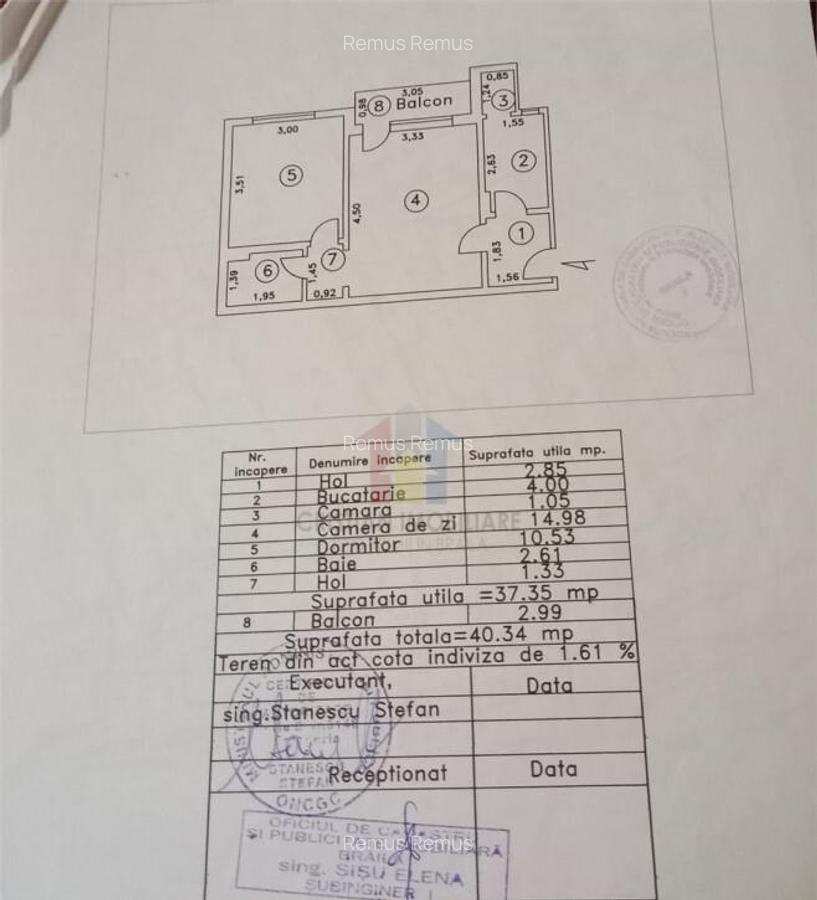 Remus Remus
0,85
3,05
8 Balcon
0,98
1,24
3
3,00
3,33
1,55
3,51
5
2,63
2
4
4,50
1
1,83
7
6
1,39
1,45
1,95
0,92
1,56
Remus Remus
Nr. incapere Denumire incapere Suprafata utila mp.
1 Hol 2.85
2 Bucatarie 4.00
3 Camara 1.05
4 Camera de zi 14.98
5 Dormitor 10.53
6 Baie 2.61
7 Hol 1.33
Suprafata utila =37.35 mp
8 Balcon 2.99
Suprafata totala=40.34 mp
Teren din act cota indiviza de 1.61 %
Executant, Data
sing.Stanescu Stefan
STANESCU
STEFAN
ONCGC
Receptionat Data
OFICIUL DE CADASTRU
SI PUBLICITATE IMOBILIARĂ
Remus Remus
BRAILA
sing. SISU ELENA
SUBINGINER I